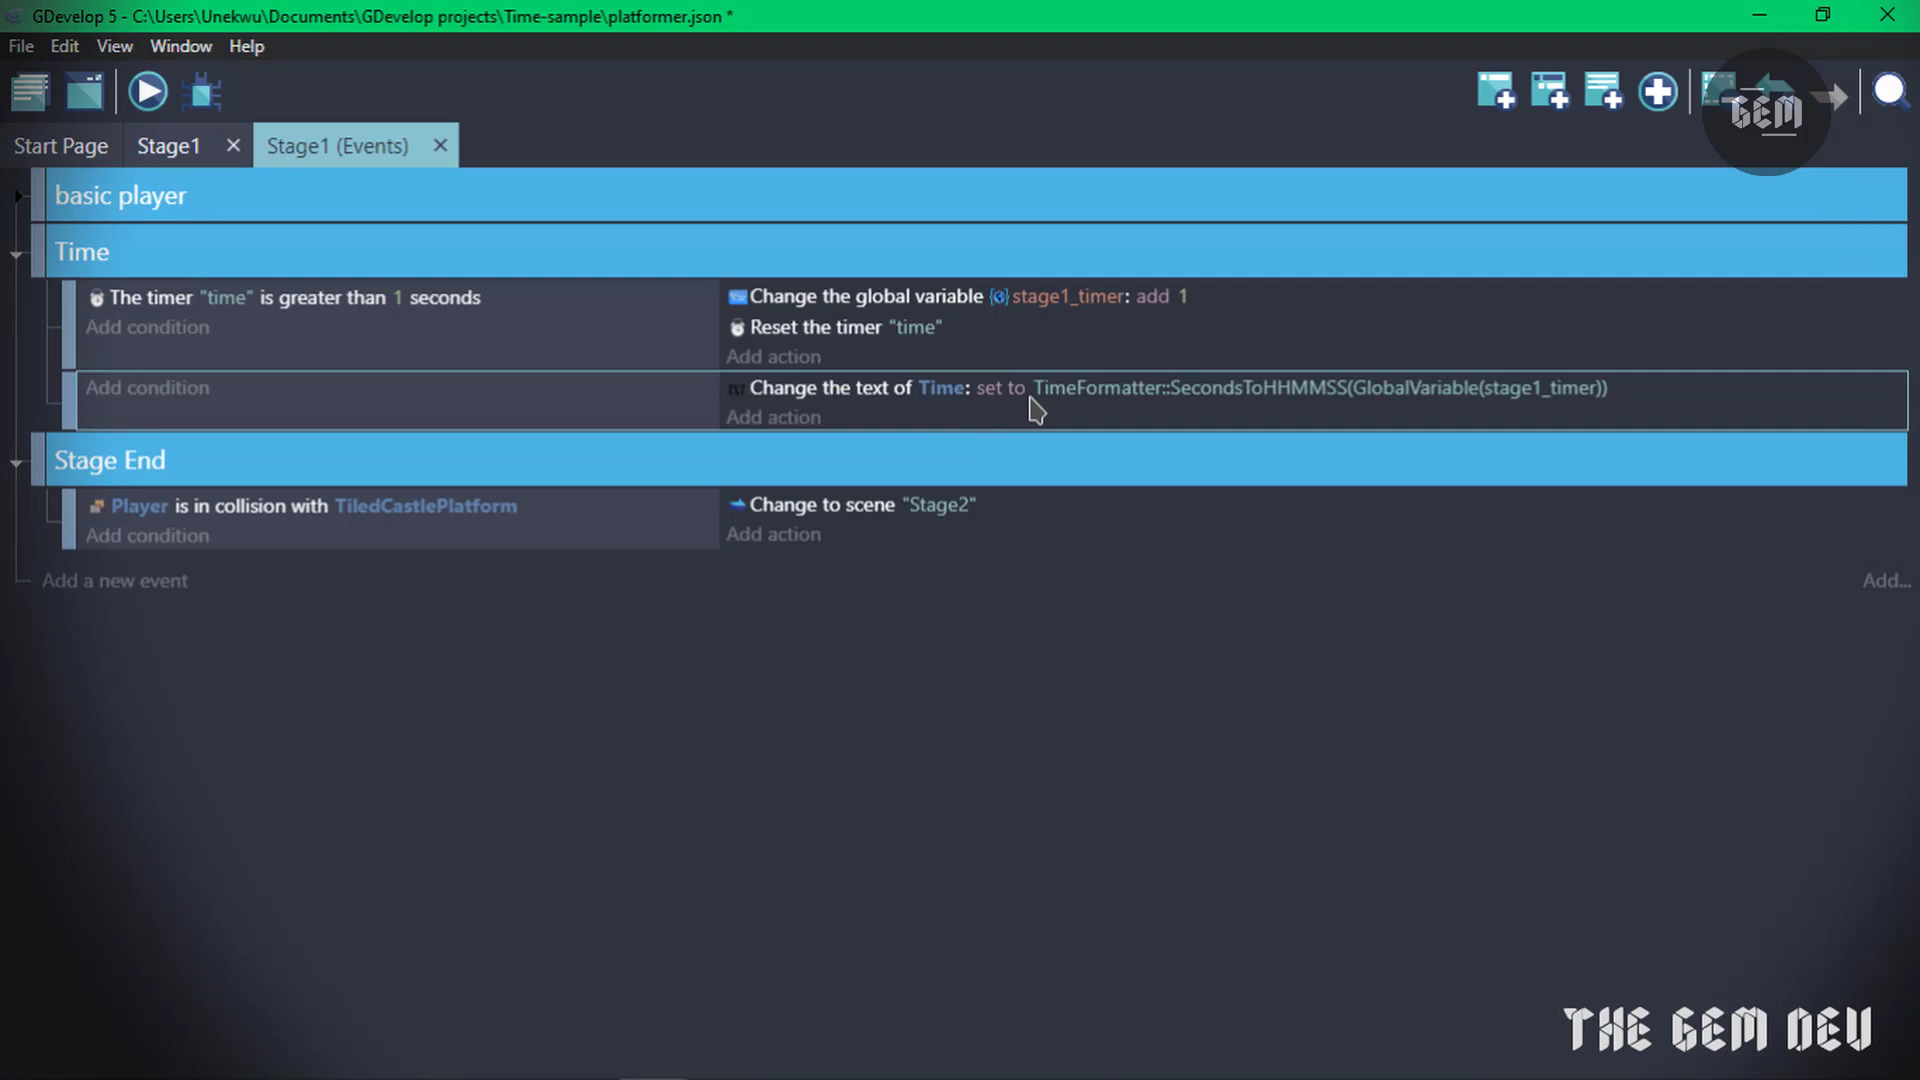 GDevelop 5 - C:\Users\Unekwu\Documents\GDevelop projects\Time-sample\platformer.json *
File Edit View Window Help
GEM
Start Page Stage1 Stage1 (Events)
basic player
Time
The timer "time" is greater than 1 seconds
Add condition
Change the global variable stage1_timer: add 1
Reset the timer "time"
Add action
Add condition
Change the text of Time: set to TimeFormatter::SecondsToHHMMSS(GlobalVariable(stage1_timer))
Add action
Stage End
Player is in collision with TiledCastlePlatform
Add condition
Change to scene "Stage2"
Add action
Add a new event
Add...
THE GEM DEV